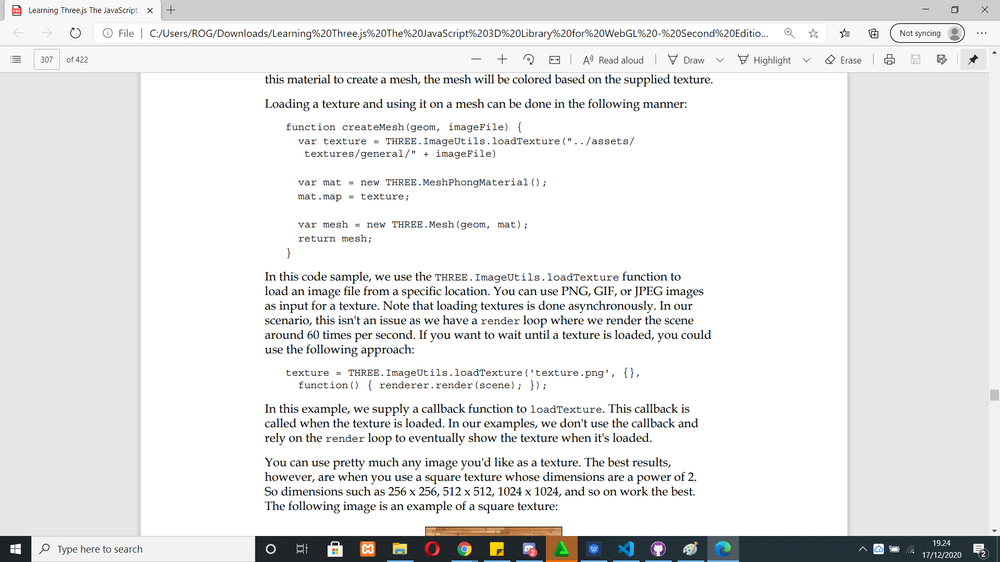 Learning Three.js The JavaScript
File
C:/Users/ROG/Downloads/Learning%20Three.js%20The%20JavaScript%203D%20Library%20for%20WebGL%20-%20Second%20Editio...
Not syncing
307 of 422
Read aloud
Draw
Highlight
Erase
this material to create a mesh, the mesh will be colored based on the supplied texture.
Loading a texture and using it on a mesh can be done in the following manner:
function createMesh(geom, imageFile) {
var texture = THREE.ImageUtils.loadTexture("../assets/
textures/general/" + imageFile)
var mat = new THREE.MeshPhongMaterial();
mat.map = texture;
var mesh = new THREE.Mesh(geom, mat);
return mesh;
}
In this code sample, we use the THREE.ImageUtils.loadTexture function to
load an image file from a specific location. You can use PNG, GIF, or JPEG images
as input for a texture. Note that loading textures is done asynchronously. In our
scenario, this isn't an issue as we have a render loop where we render the scene
around 60 times per second. If you want to wait until a texture is loaded, you could
use the following approach:
texture = THREE.ImageUtils.loadTexture('texture.png', {},
function() { renderer.render(scene); });
In this example, we supply a callback function to loadTexture. This callback is
called when the texture is loaded. In our examples, we don't use the callback and
rely on the render loop to eventually show the texture when it's loaded.
You can use pretty much any image you'd like as a texture. The best results,
however, are when you use a square texture whose dimensions are a power of 2.
So dimensions such as 256 x 256, 512 x 512, 1024 x 1024, and so on work the best.
The following image is an example of a square texture:
Type here to search
2
19.24
17/12/2020
2